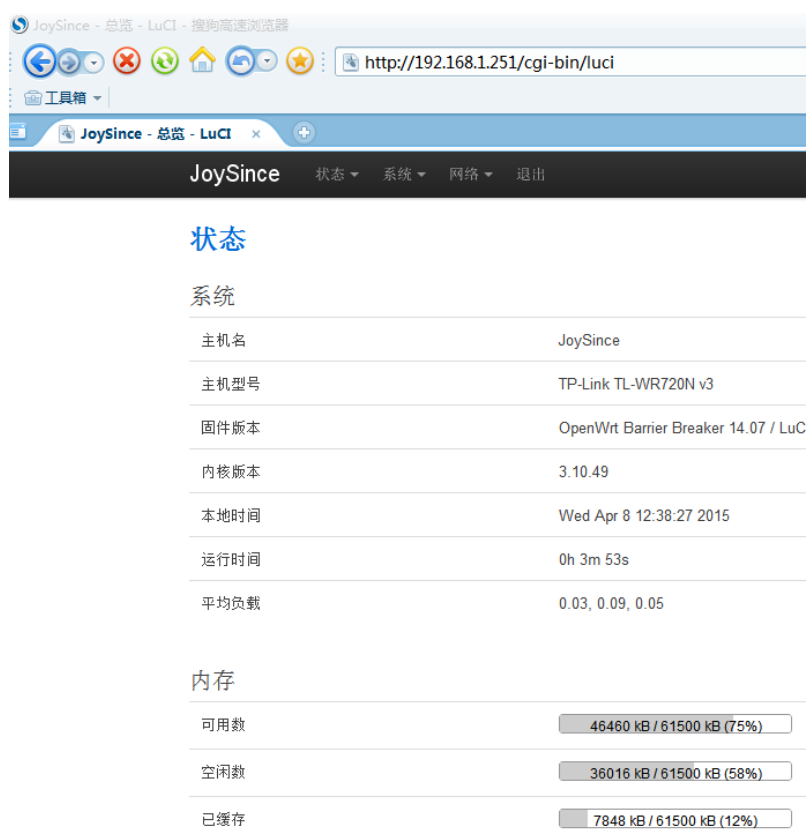 JoySince - 总览 - LuCI - 搜狗高速浏览器
http://192.168.1.251/cgi-bin/luci
工具箱
JoySince - 总览 - LuCI ×
JoySince 状态 系统 网络 退出
状态
系统
主机名 JoySince
主机型号 TP-Link TL-WR720N v3
固件版本 OpenWrt Barrier Breaker 14.07 / LuC
内核版本 3.10.49
本地时间 Wed Apr 8 12:38:27 2015
运行时间 0h 3m 53s
平均负载 0.03, 0.09, 0.05
内存
可用数 46460 kB / 61500 kB (75%)
空闲数 36016 kB / 61500 kB (58%)
已缓存 7848 kB / 61500 kB (12%)